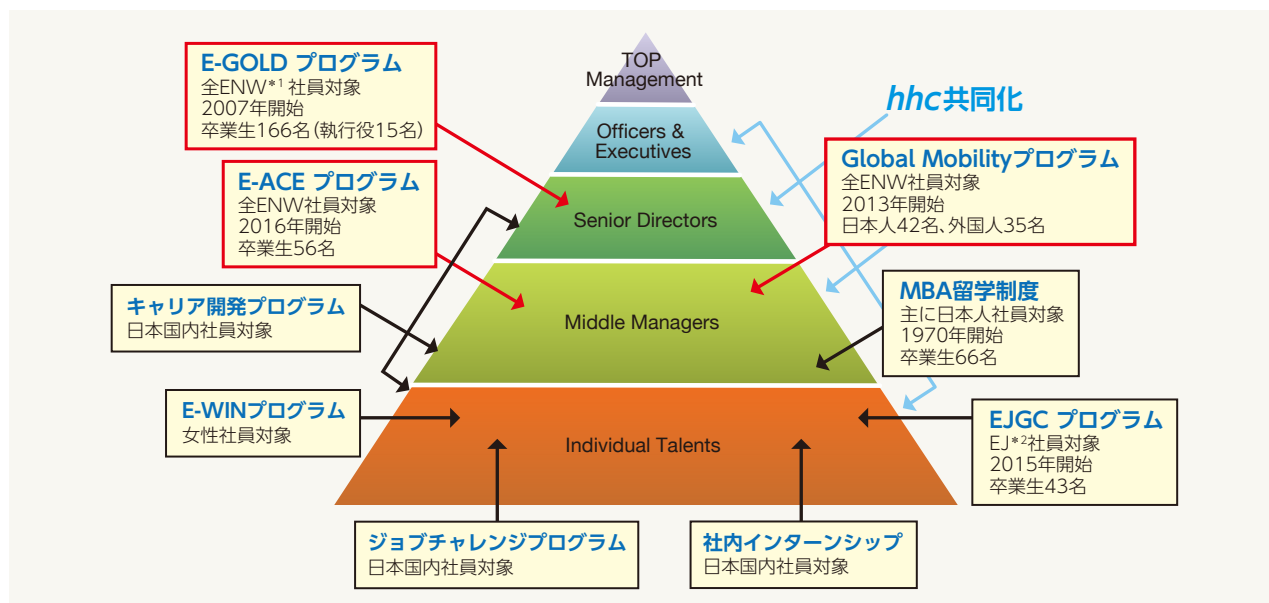 E-GOLD プログラム
全ENW*1 社員対象
2007年開始
卒業生166名(執行役15名)
E-ACE プログラム
全ENW社員対象
2016年開始
卒業生56名
キャリア開発プログラム
日本国内社員対象
E-WINプログラム
女性社員対象
TOP
Management
Officers &
Executives
Senior Directors
Middle Managers
Individual Talents
hhc共同化
Global Mobilityプログラム
全ENW社員対象
2013年開始
日本人42名、外国人35名
MBA留学制度
主に日本人社員対象
1970年開始
卒業生66名
EJGC プログラム
EJ*2社員対象
2015年開始
卒業生43名
ジョブチャレンジプログラム
日本国内社員対象
社内インターンシップ
日本国内社員対象